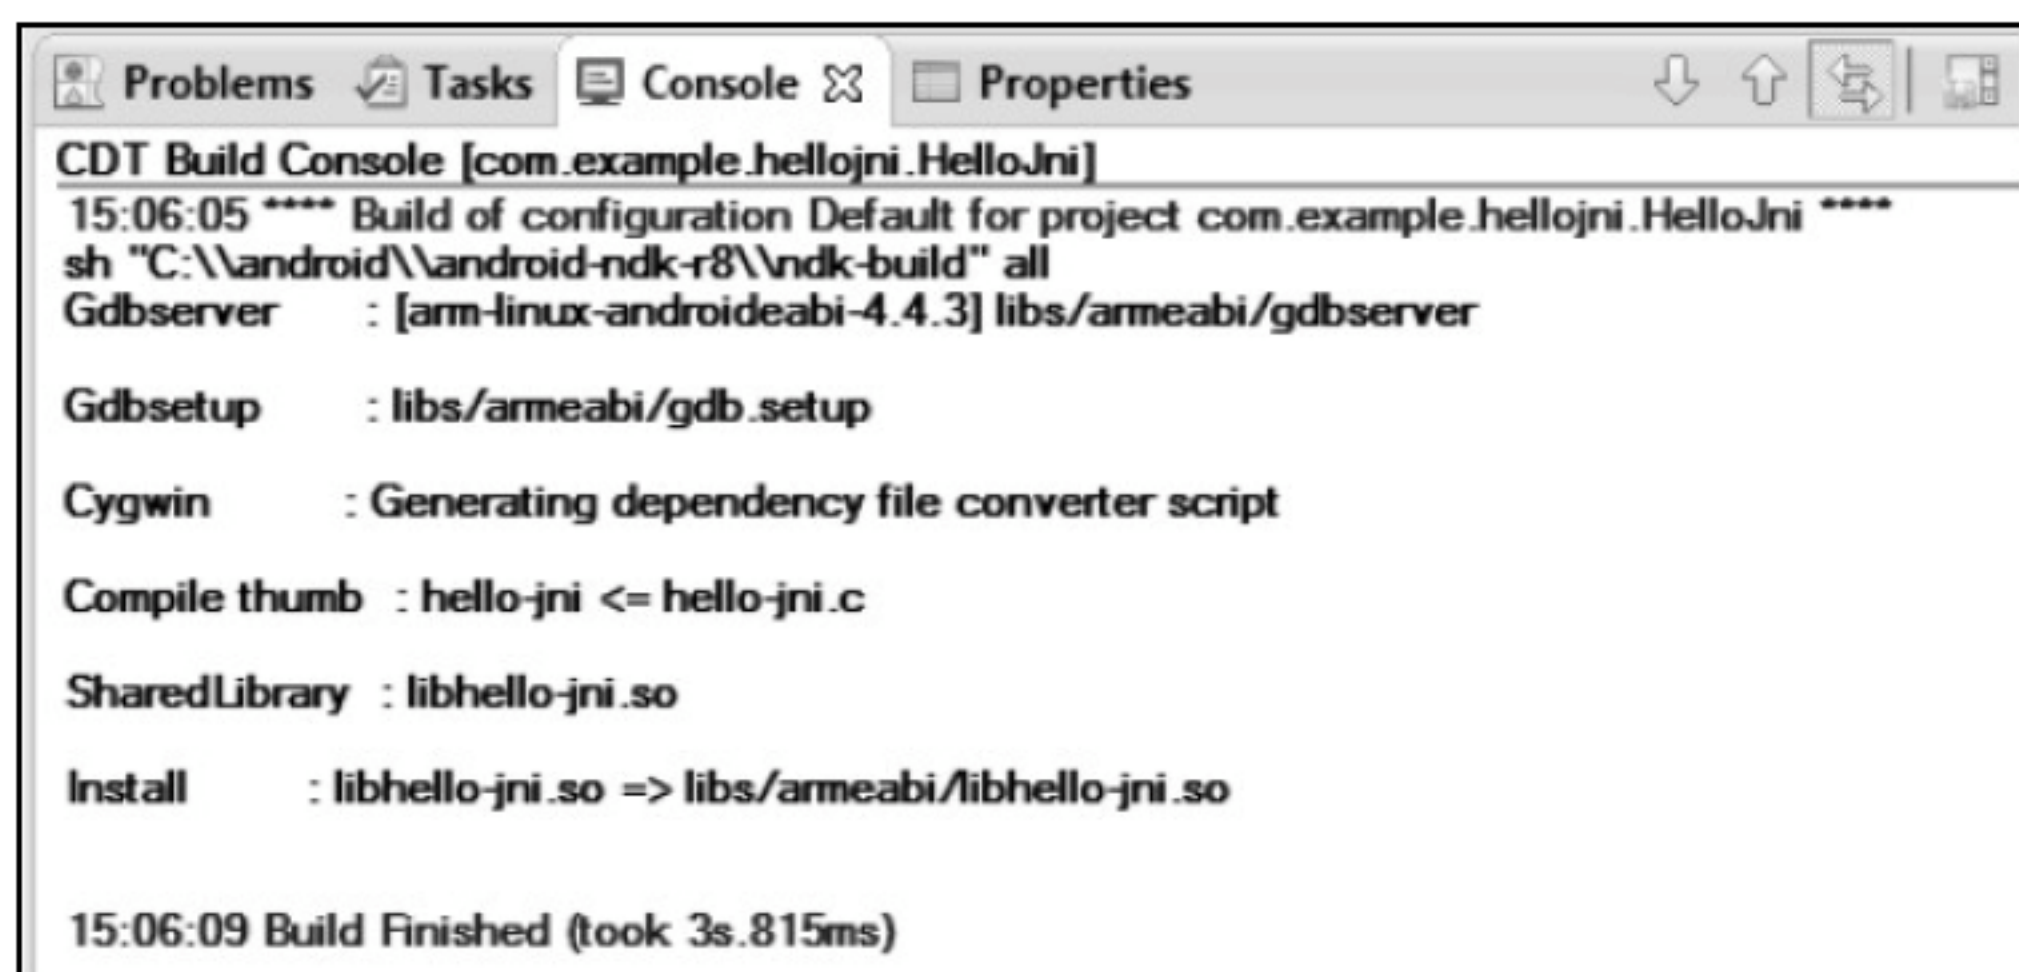 Problems Tasks Console Properties
CDT Build Console [com.example.hellojni.HelloJni]
15:06:05 **** Build of configuration Default for project com.example.hellojni.HelloJni ****
sh "C:\\android\\android-ndk-r8\\ndk-build" all
Gdbserver : [arm-linux-androideabi-4.4.3] libs/armeabi/gdbserver
Gdbsetup : libs/armeabi/gdb.setup
Cygwin : Generating dependency file converter script
Compile thumb : hello-jni <= hello-jni.c
SharedLibrary : libhello-jni.so
Install : libhello-jni.so => libs/armeabi/libhello-jni.so
15:06:09 Build Finished (took 3s.815ms)